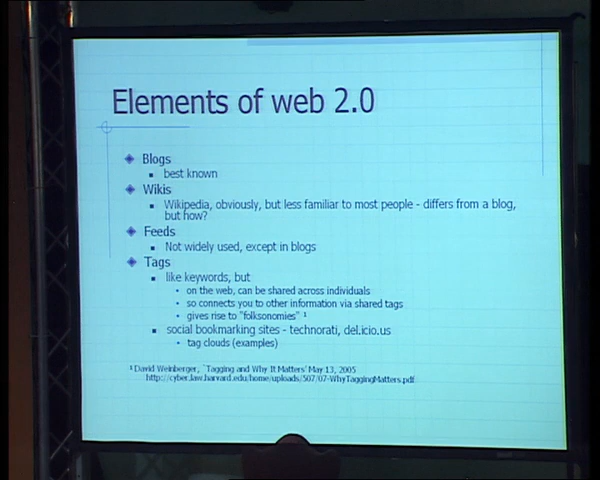 Elements of web 2.0
Blogs
best known
Wikis
Wikipedia, obviously, but less familiar to most people - differs from a blog,
but how?
Feeds
Not widely used, except in blogs
Tags
like keywords, but
on the web, can be shared across individuals
so connects you to other information via shared tags
gives rise to "folksonomies" ¹
social bookmarking sites - technorati, del.icio.us
tag clouds (examples)
¹ David Weinberger, `Tagging and Why It Matters' May 13, 2005
http://cyber.law.harvard.edu/home/uploads/507/07-WhyTaggingMatters.pdf